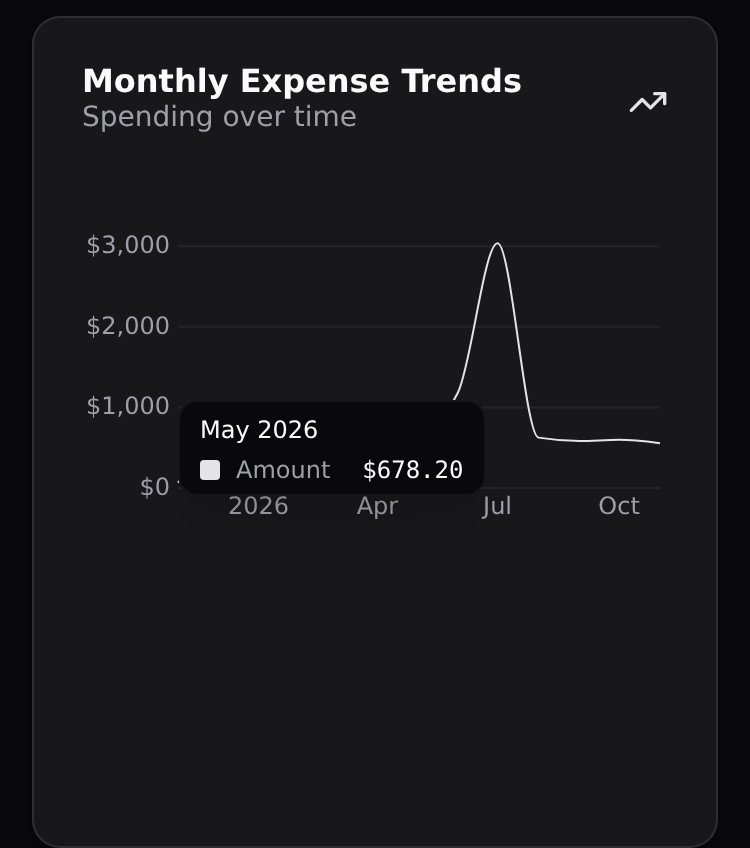 Monthly Expense Trends
Spending over time
$3,000
$2,000
$1,000
$0
May 2026
Amount $678.20
2026 Apr Jul Oct